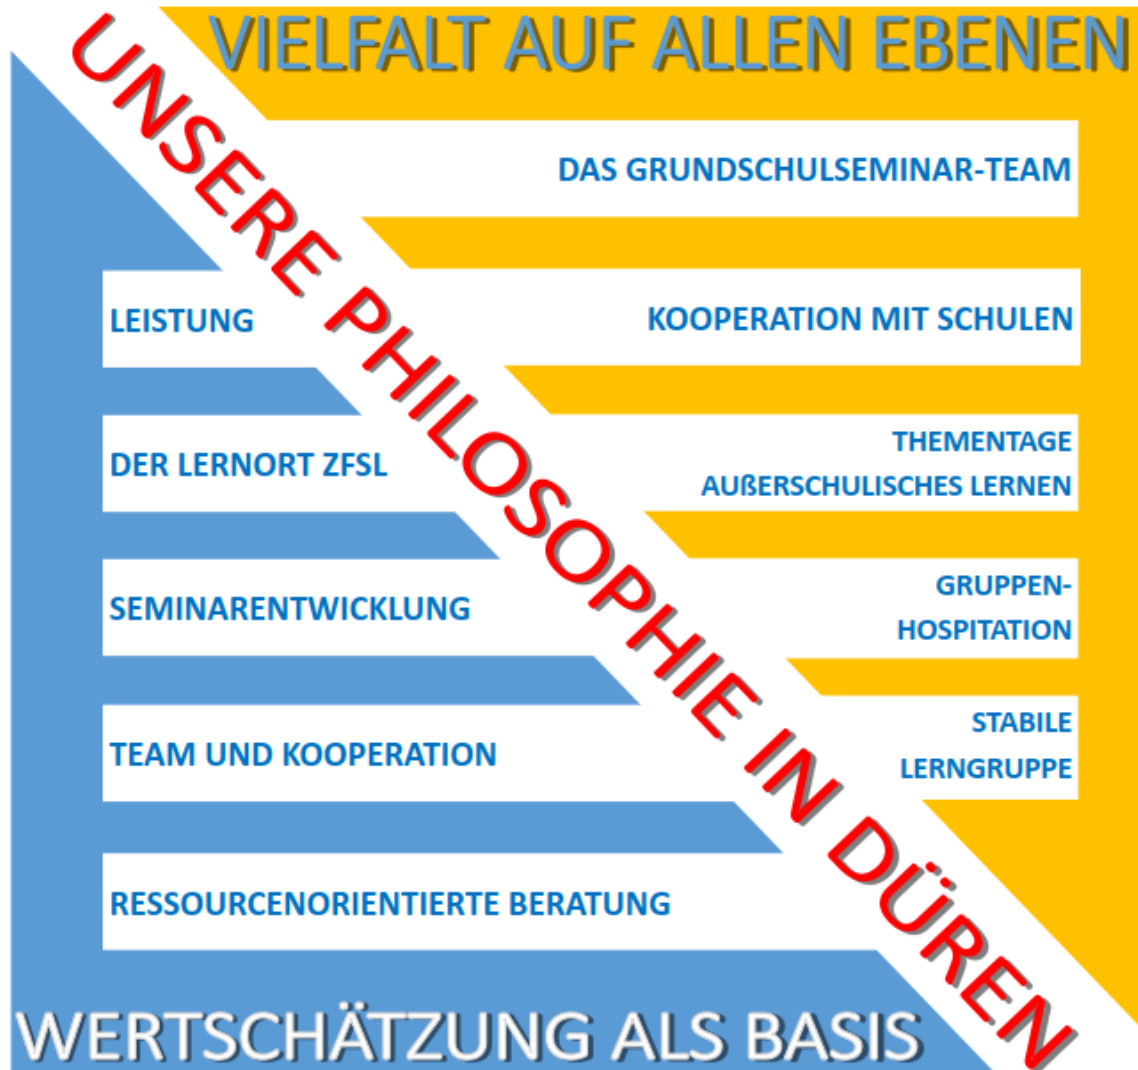 VIELFALT AUF ALLEN EBENEN
UNSERE PHILOSOPHIE IN DÜREN
DAS GRUNDSCHULSEMINAR-TEAM
KOOPERATION MIT SCHULEN
THEMENTAGE
AUßERSCHULISCHES LERNEN
GRUPPEN-
HOSPITATION
STABILE
LERNGRUPPE
LEISTUNG
DER LERNORT ZFSL
SEMINARENTWICKLUNG
TEAM UND KOOPERATION
RESSOURCENORIENTIERTE BERATUNG
WERTSCHÄTZUNG ALS BASIS